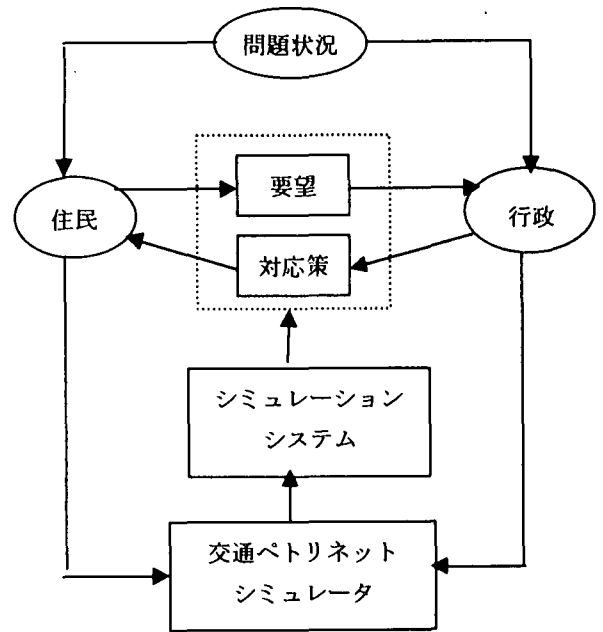 問題状況
要望
住民
行政
対応策
シミュレーション
システム
交通ペトリネット
シミュレータ